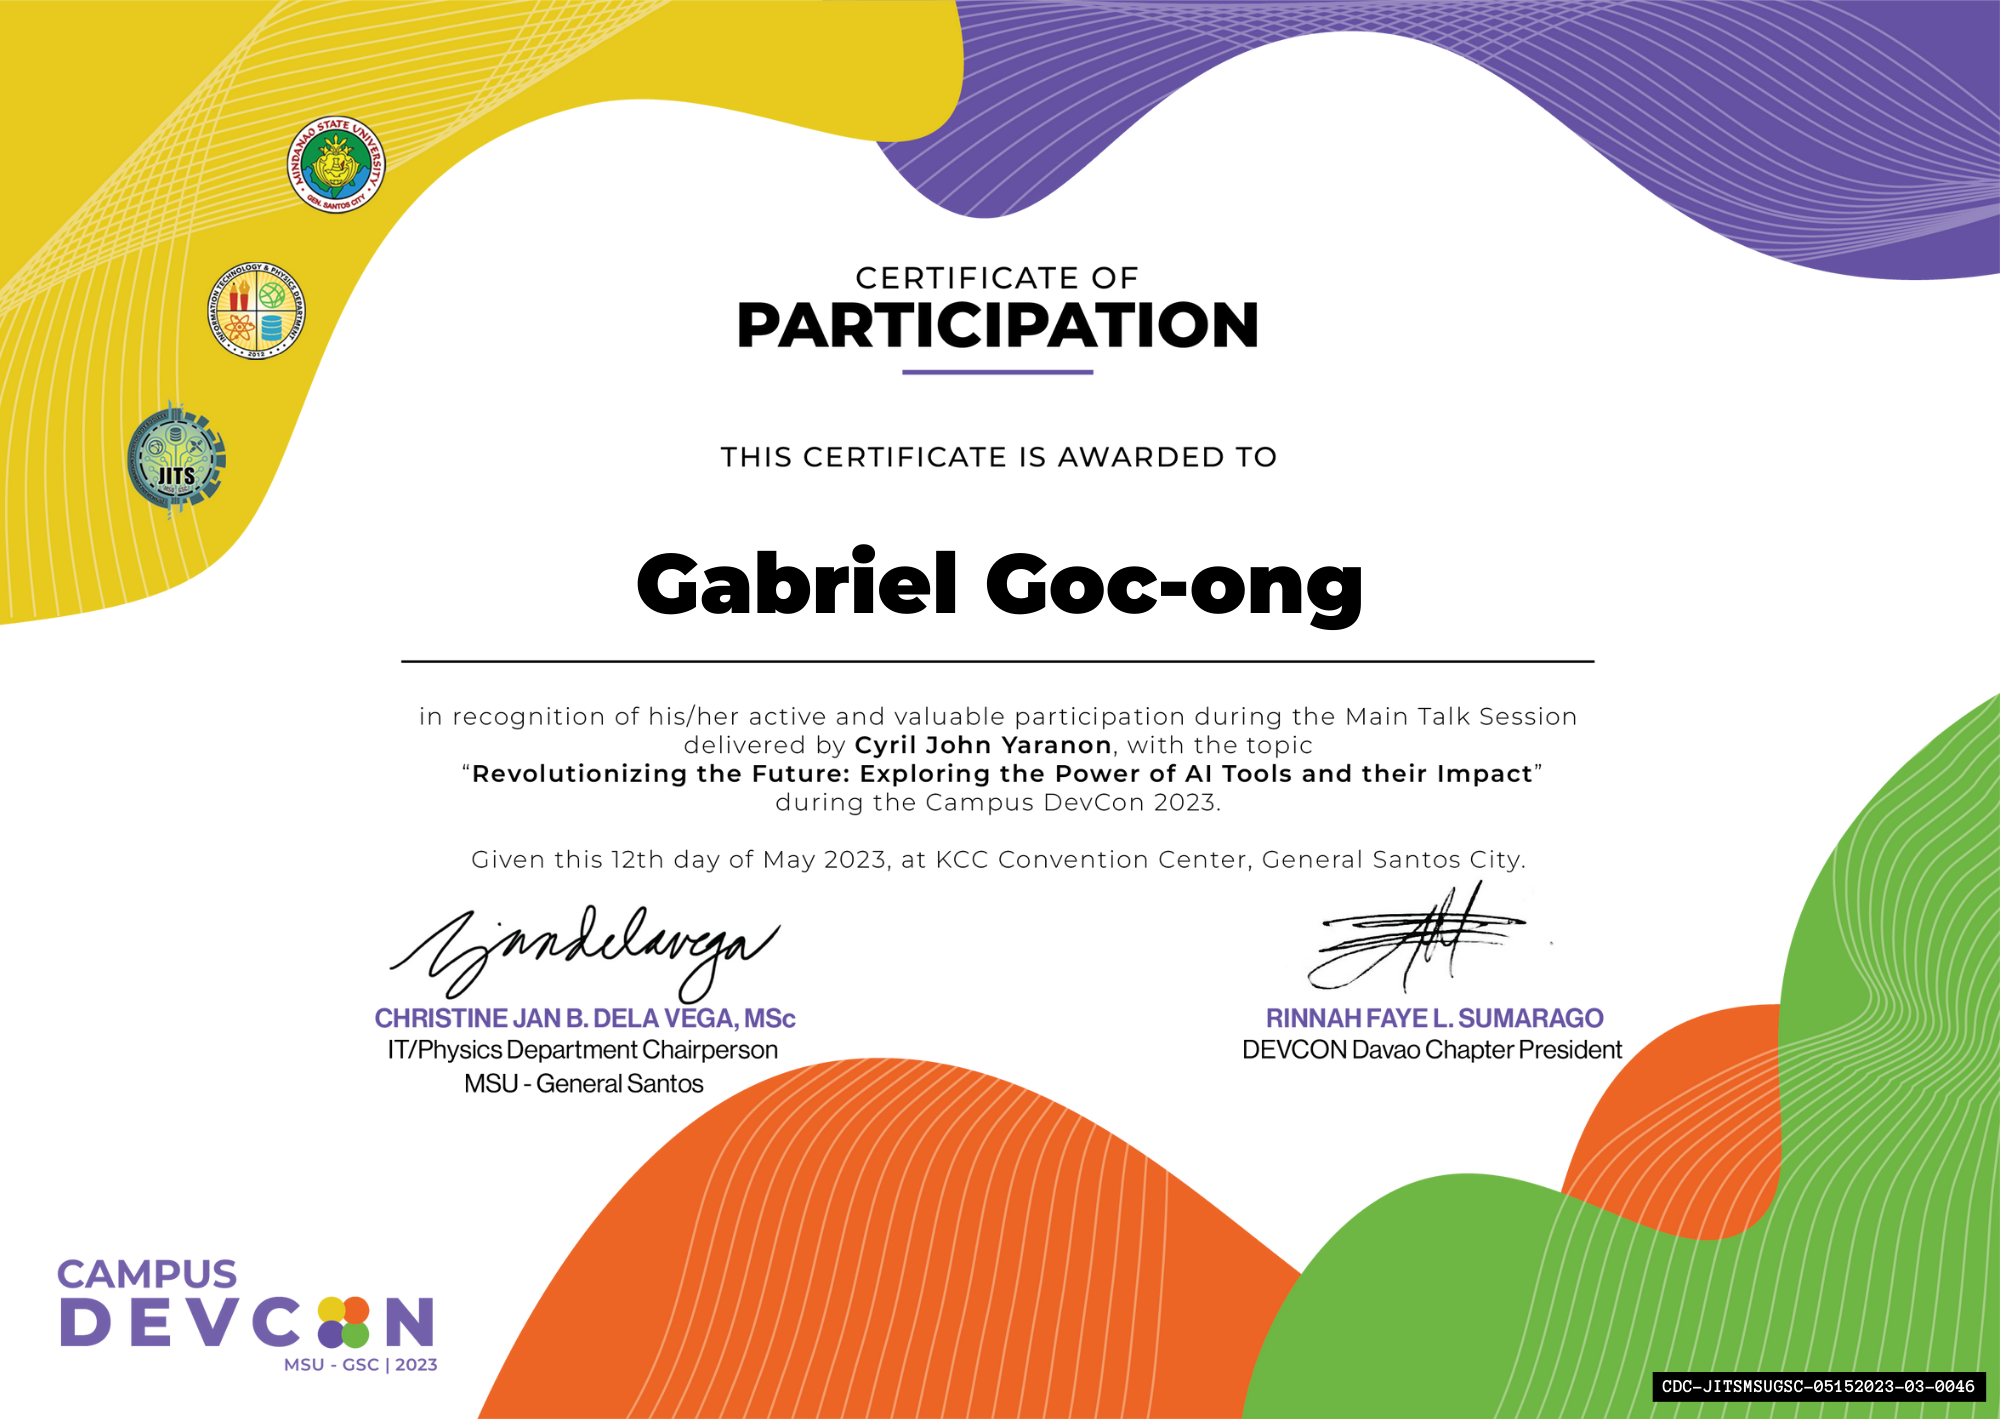 MINDANAO STATE UNIVERSITY
GEN. SANTOS CITY
INFORMATION TECHNOLOGY & PHYSICS DEPARTMENT
2012
JITS
CERTIFICATE OF
PARTICIPATION
THIS CERTIFICATE IS AWARDED TO
Gabriel Goc-ong
in recognition of his/her active and valuable participation during the Main Talk Session
delivered by Cyril John Yaranon, with the topic
“Revolutionizing the Future: Exploring the Power of AI Tools and their Impact”
during the Campus DevCon 2023.
Given this 12th day of May 2023, at KCC Convention Center, General Santos City.
CHRISTINE JAN B. DELA VEGA, MSc
IT/Physics Department Chairperson
MSU - General Santos
RINNAH FAYE L. SUMARAGO
DEVCON Davao Chapter President
CAMPUS
DEVCON
MSU - GSC | 2023
CDC-JITSMSUGSC-05152023-03-0046